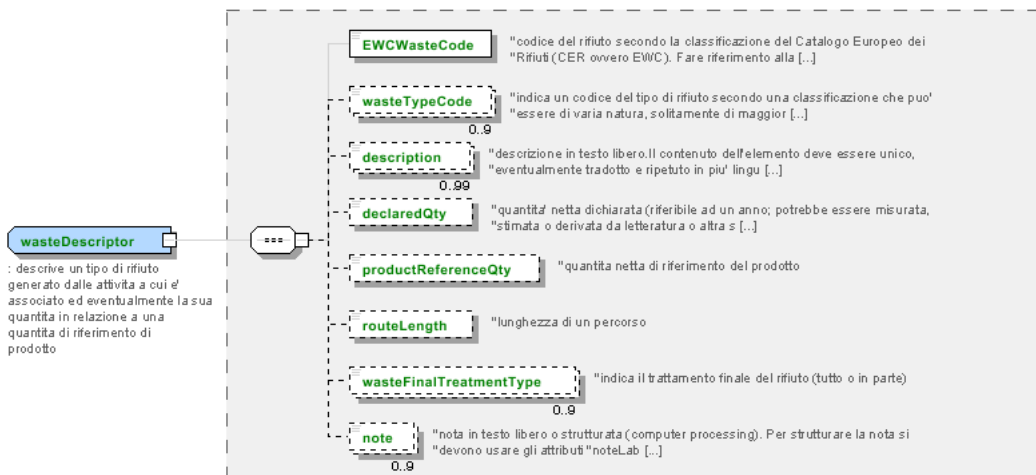 EWCWasteCode
"codice del rifiuto secondo la classificazione del Catalogo Europeo dei
"Rifiuti (CER ovvero EWC). Fare riferimento alla [...]
wasteTypeCode
0..9
"indica un codice del tipo di rifiuto secondo una classificazione che puo'
"essere di varia natura, solitamente di maggior [...]
description
0..99
"descrizione in testo libero.Il contenuto dell'elemento deve essere unico,
"eventualmente tradotto e ripetuto in piu' lingu [...]
declaredQty
"quantita' netta dichiarata (riferibile ad un anno; potrebbe essere misurata,
"stimata o derivata da letteratura o altra s [...]
wasteDescriptor
: descrive un tipo di rifiuto
generato dalle attivita a cui e'
associato ed eventualmente la sua
quantita in relazione a una
quantita di riferimento di
prodotto
productReferenceQty
"quantita netta di riferimento del prodotto
routeLength
"lunghezza di un percorso
wasteFinalTreatmentType
0..9
"indica il trattamento finale del rifiuto (tutto o in parte)
note
0..9
"nota in testo libero o strutturata (computer processing). Per strutturare la nota si
"devono usare gli attributi "noteLab [...]